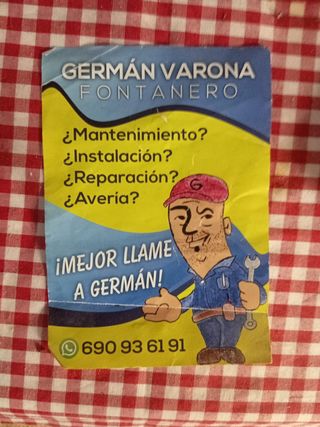 GERMÁN VARONA
FONTANERO
¿Mantenimiento?
¿Instalación?
¿Reparación?
¿Avería?
G
¡MEJOR LLAME
A GERMÁN!
690 93 61 91